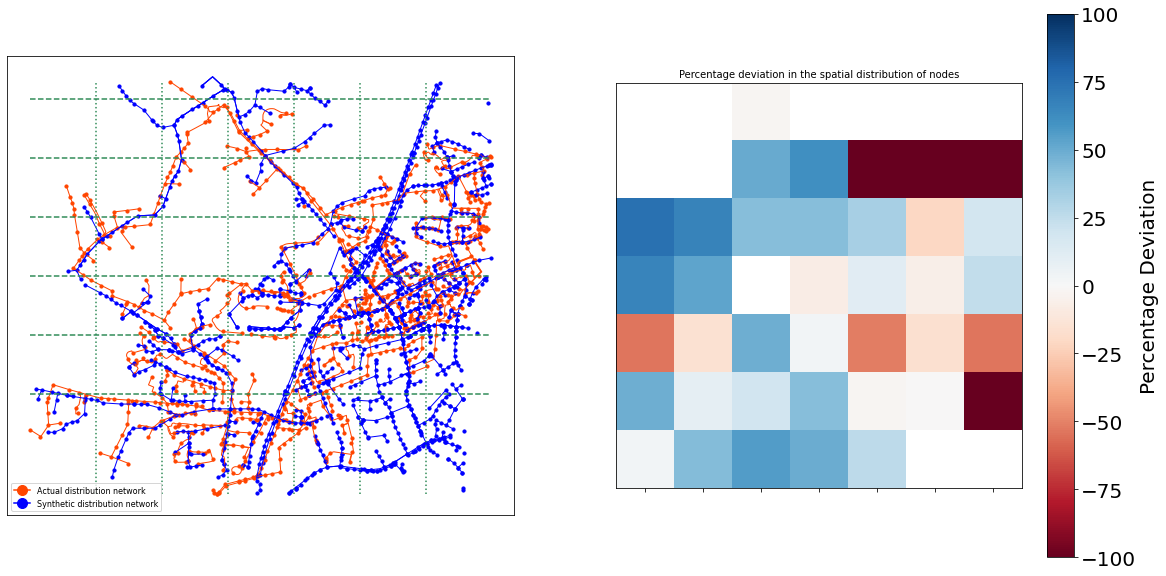 Actual distribution network
Synthetic distribution network
Percentage deviation in the spatial distribution of nodes
100
75
50
25
0
−25
−50
−75
−100
Percentage Deviation